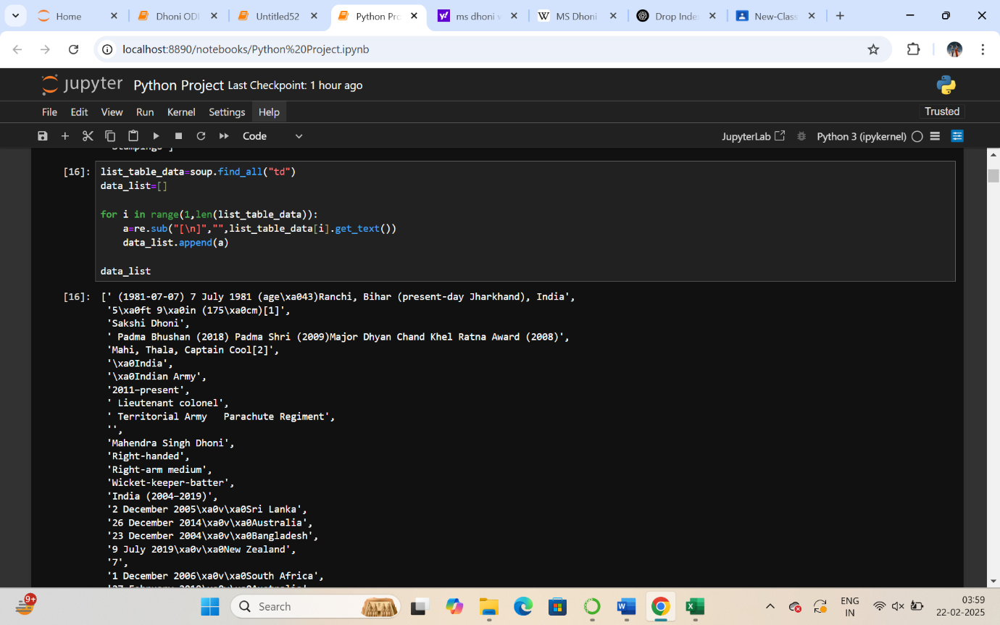 Home
Dhoni OD
Untitled52
Python Pro
ms dhoni w
MS Dhoni
Drop Inde
New-Class
localhost:8890/notebooks/Python%20Project.ipynb
jupyter Python Project Last Checkpoint: 1 hour ago
File Edit View Run Kernel Settings Help Trusted
Code JupyterLab Python 3 (ipykernel)
'Stumpings']
[16]: list_table_data=soup.find_all("td")
data_list=[]
for i in range(1,len(list_table_data)):
a=re.sub("[\n]","",list_table_data[i].get_text())
data_list.append(a)
data_list
[16]: [' (1981-07-07) 7 July 1981 (age\xa043)Ranchi, Bihar (present-day Jharkhand), India',
'5\xa0ft 9\xa0in (175\xa0cm)[1]',
'Sakshi Dhoni',
' Padma Bhushan (2018) Padma Shri (2009)Major Dhyan Chand Khel Ratna Award (2008)',
'Mahi, Thala, Captain Cool[2]',
'\xa0India',
'\xa0Indian Army',
'2011–present',
' Lieutenant colonel',
' Territorial Army   Parachute Regiment',
'',
'Mahendra Singh Dhoni',
'Right-handed',
'Right-arm medium',
'Wicket-keeper-batter',
'India (2004–2019)',
'2 December 2005\xa0v\xa0Sri Lanka',
'26 December 2014\xa0v\xa0Australia',
'23 December 2004\xa0v\xa0Bangladesh',
'9 July 2019\xa0v\xa0New Zealand',
'7',
'1 December 2006\xa0v\xa0South Africa',
'27 February 2019\xa0v\xa0Australia'
9+
Search
ENG
IN
03:59
22-02-2025